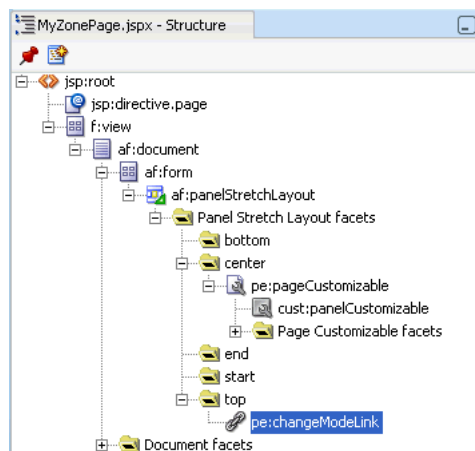 MyZonePage.jspx - Structure
jsp:root
jsp:directive.page
f:view
af:document
af:form
af:panelStretchLayout
Panel Stretch Layout facets
bottom
center
pe:pageCustomizable
cust:panelCustomizable
Page Customizable facets
end
start
top
pe:changeModeLink
Document facets